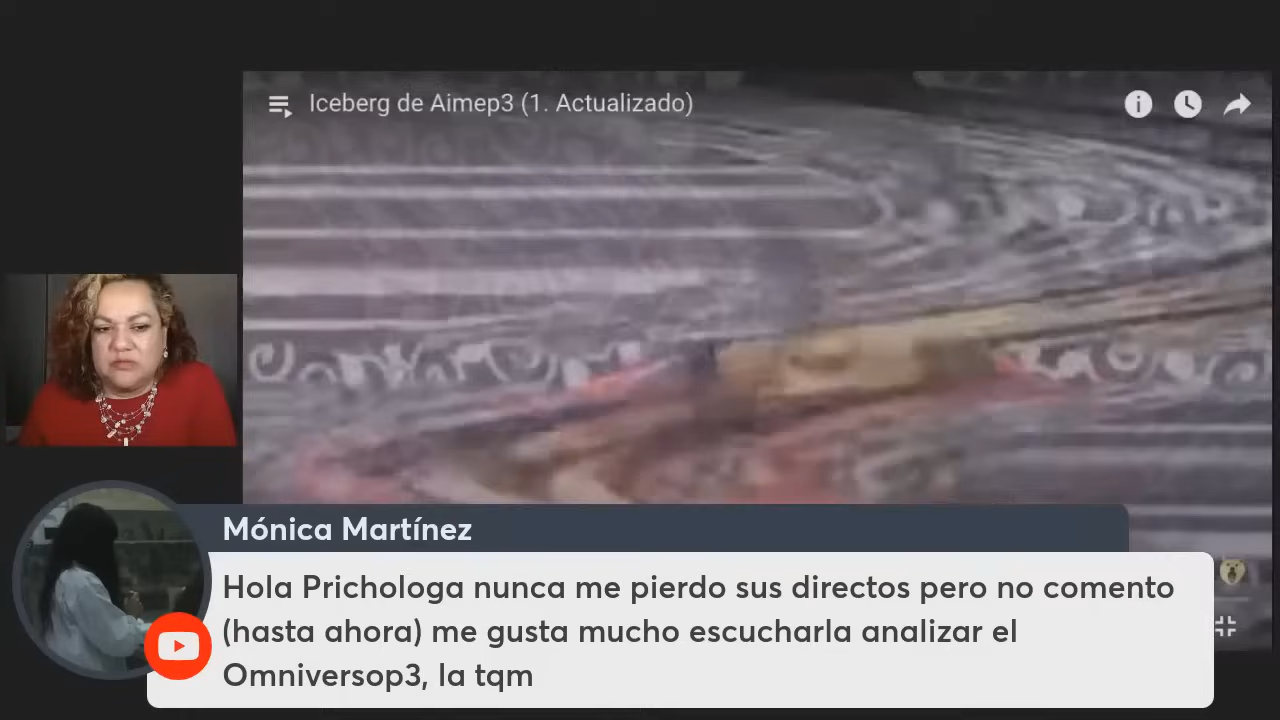 Iceberg de Aimep3 (1. Actualizado)
Mónica Martínez
Hola Prichologa nunca me pierdo sus directos pero no comento
(hasta ahora) me gusta mucho escucharla analizar el
Omniversop3, la tqm